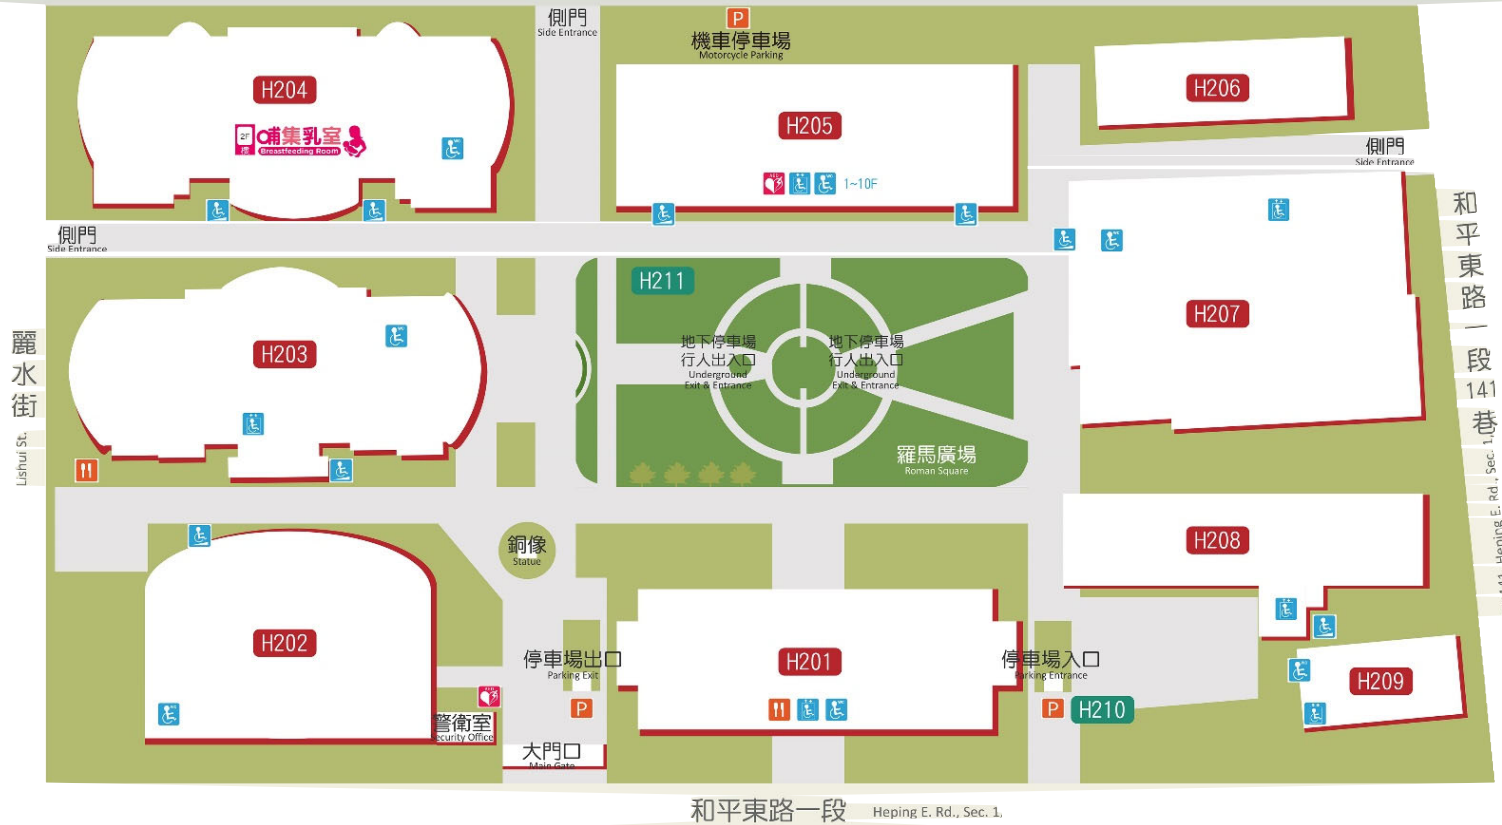 側門
Side Entrance
P
機車停車場
Motorcycle Parking
H204
2F
樓
哺集乳室
Breastfeeding Room
H205
1~10F
H206
側門
Side Entrance
側門
Side Entrance
H211
H203
地下停車場
行人出入口
Underground
Exit & Entrance
地下停車場
行人出入口
Underground
Exit & Entrance
羅馬廣場
Roman Square
H207
麗水街
Lishui St.
和平東路一段141巷
銅像
Statue
H208
H202
停車場出口
Parking Exit
P
H201
停車場入口
Parking Entrance
P
H210
H209
警衛室
ecurity Office
大門口
Main Gate
和平東路一段
Heping E. Rd., Sec. 1,